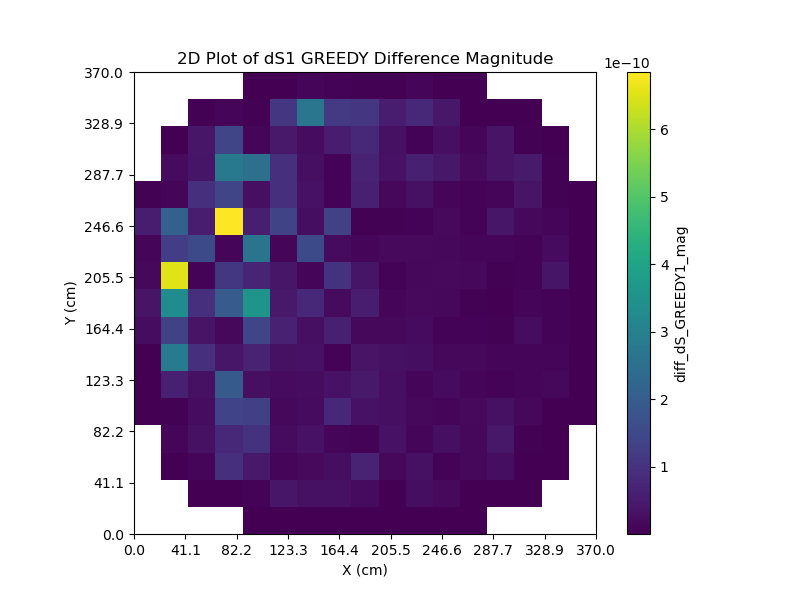 2D Plot of dS1 GREEDY Difference Magnitude
1e−10
370.0
328.9
287.7
246.6
205.5
164.4
123.3
82.2
41.1
0.0
Y (cm)
0.0 41.1 82.2 123.3 164.4 205.5 246.6 287.7 328.9 370.0
X (cm)
6
5
4
3
2
1
diff_dS_GREEDY1_mag